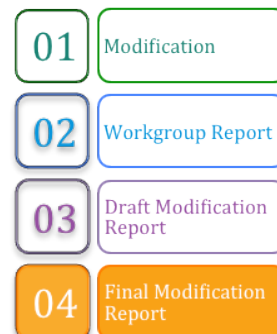 01 Modification
02 Workgroup Report
03 Draft Modification
Report
04 Final Modification
Report